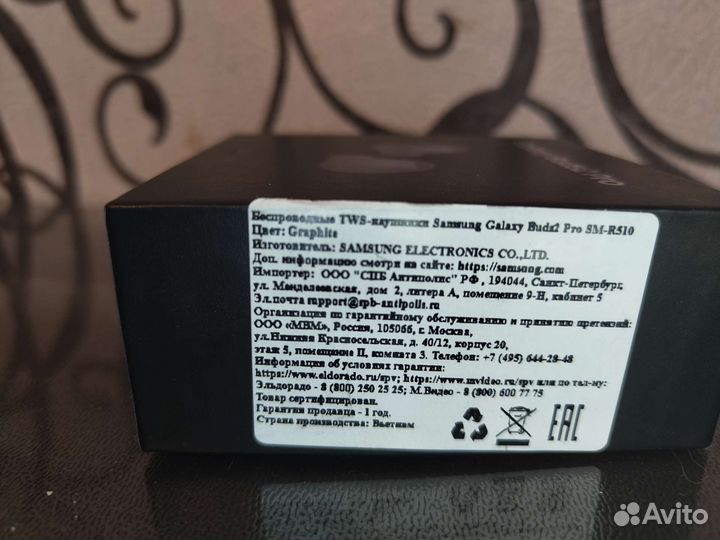 Беспроводные TWS-наушники Samsung Galaxy Buds2 Pro SM-R510
Цвет: Graphite
Изготовитель: SAMSUNG ELECTRONICS CO.,LTD.
Доп. информацию смотри на сайте: https://samsung.com
Импортер: ООО "СПБ Антиполис" РФ, 194044, Санкт-Петербург,
ул. Менделеевская, дом 2, литера А, помещение 9-Н, кабинет 5
Эл.почта support@spb-antipolis.ru
Организация по гарантийному обслуживанию и принятию претензий:
ООО «МВМ», Россия, 105066, г. Москва,
ул.Нижняя Красносельская, д. 40/12, корпус 20,
этаж 5, помещение II, комната 3. Телефон: +7 (495) 644-28-48
Информация об условиях гарантии:
https://www.eldorado.ru/spv; https://www.mvideo.ru/spv или по тел-му:
Эльдорадо - 8 (800) 250 25 25; М.Видео - 8 (800) 600 77 75
Товар сертифицирован.
Гарантия продавца - 1 год.
Страна производства: Вьетнам
EAC
Avito